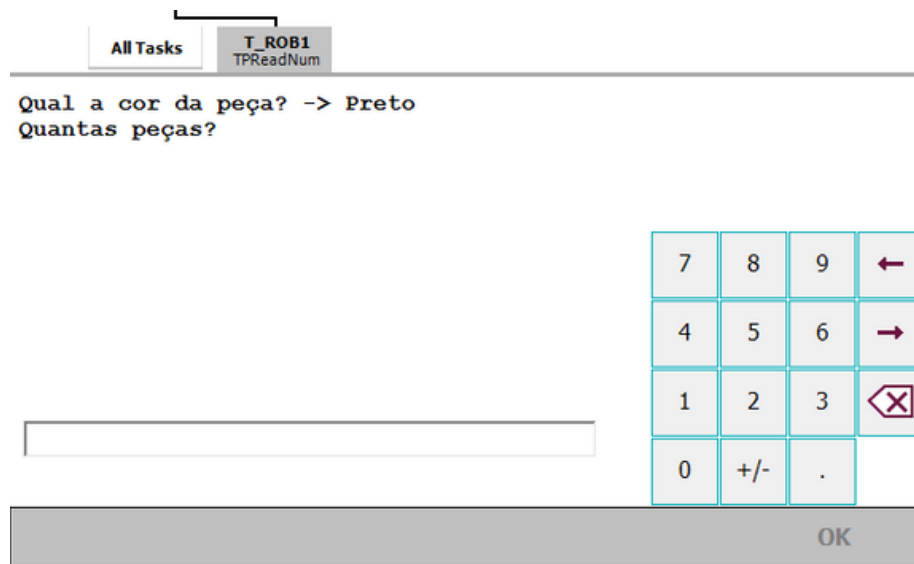 All Tasks
T_ROB1
TPReadNum
Qual a cor da peça? -> Preto
Quantas peças?
7 8 9 ←
4 5 6 →
1 2 3
0 +/- .
OK